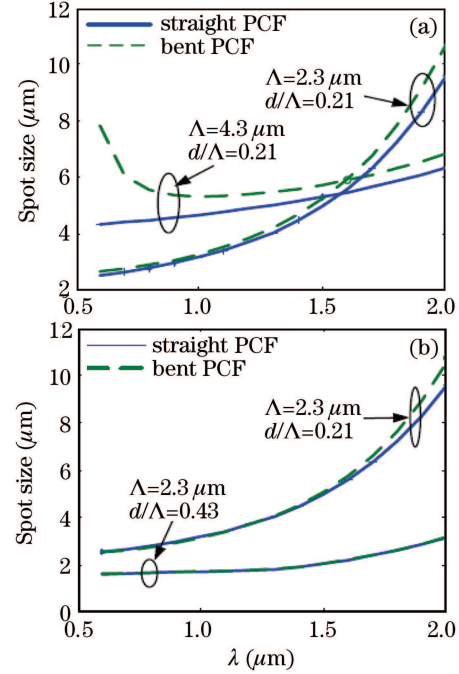 12
10
8
6
4
2
Spot size (μm)
straight PCF
bent PCF
(a)
Λ=2.3 μm
d/Λ=0.21
Λ=4.3 μm
d/Λ=0.21
0.5
1.0
1.5
2.0
12
10
8
6
4
2
0
Spot size (μm)
straight PCF
bent PCF
(b)
Λ=2.3 μm
d/Λ=0.21
Λ=2.3 μm
d/Λ=0.43
0.5
1.0
1.5
2.0
λ (μm)